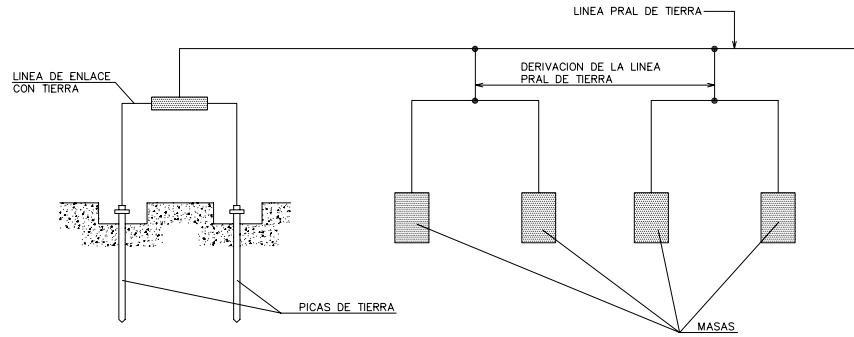 LINEA PRAL DE TIERRA
DERIVACION DE LA LINEA
PRAL DE TIERRA
LINEA DE ENLACE
CON TIERRA
PICAS DE TIERRA
MASAS